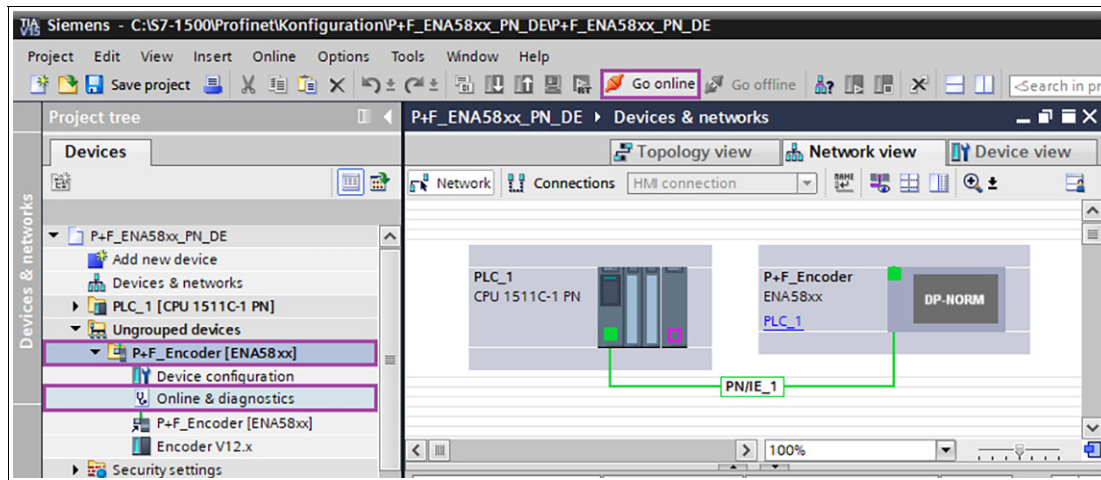 TIA V15 Siemens - C:\S7-1500\Profinet\Konfiguration\P+F_ENA58xx_PN_DE\P+F_ENA58xx_PN_DE
Project Edit View Insert Online Options Tools Window Help
Save project RT Go online Go offline <Search in pr
Project tree
P+F_ENA58xx_PN_DE Devices & networks
Devices
Topology view Network view Device view
Network Connections HMI connection
Devices & networks
P+F_ENA58xx_PN_DE
Add new device
Devices & networks
PLC_1 [CPU 1511C-1 PN]
Ungrouped devices
P+F_Encoder [ENA58xx]
Device configuration
Online & diagnostics
P+F_Encoder [ENA58xx]
Encoder V12.x
Security settings
PLC_1
CPU 1511C-1 PN
P+F_Encoder
ENA58xx
PLC_1
DP-NORM
PN/IE_1
100%